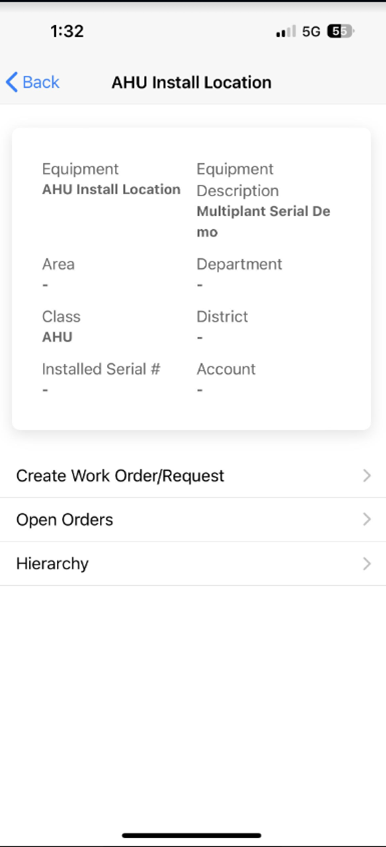 1:32
5G
55
Back
AHU Install Location
Equipment
AHU Install Location
Equipment
Description
Multiplant Serial De
mo
Area
-
Department
-
Class
AHU
District
-
Installed Serial #
-
Account
-
Create Work Order/Request
Open Orders
Hierarchy